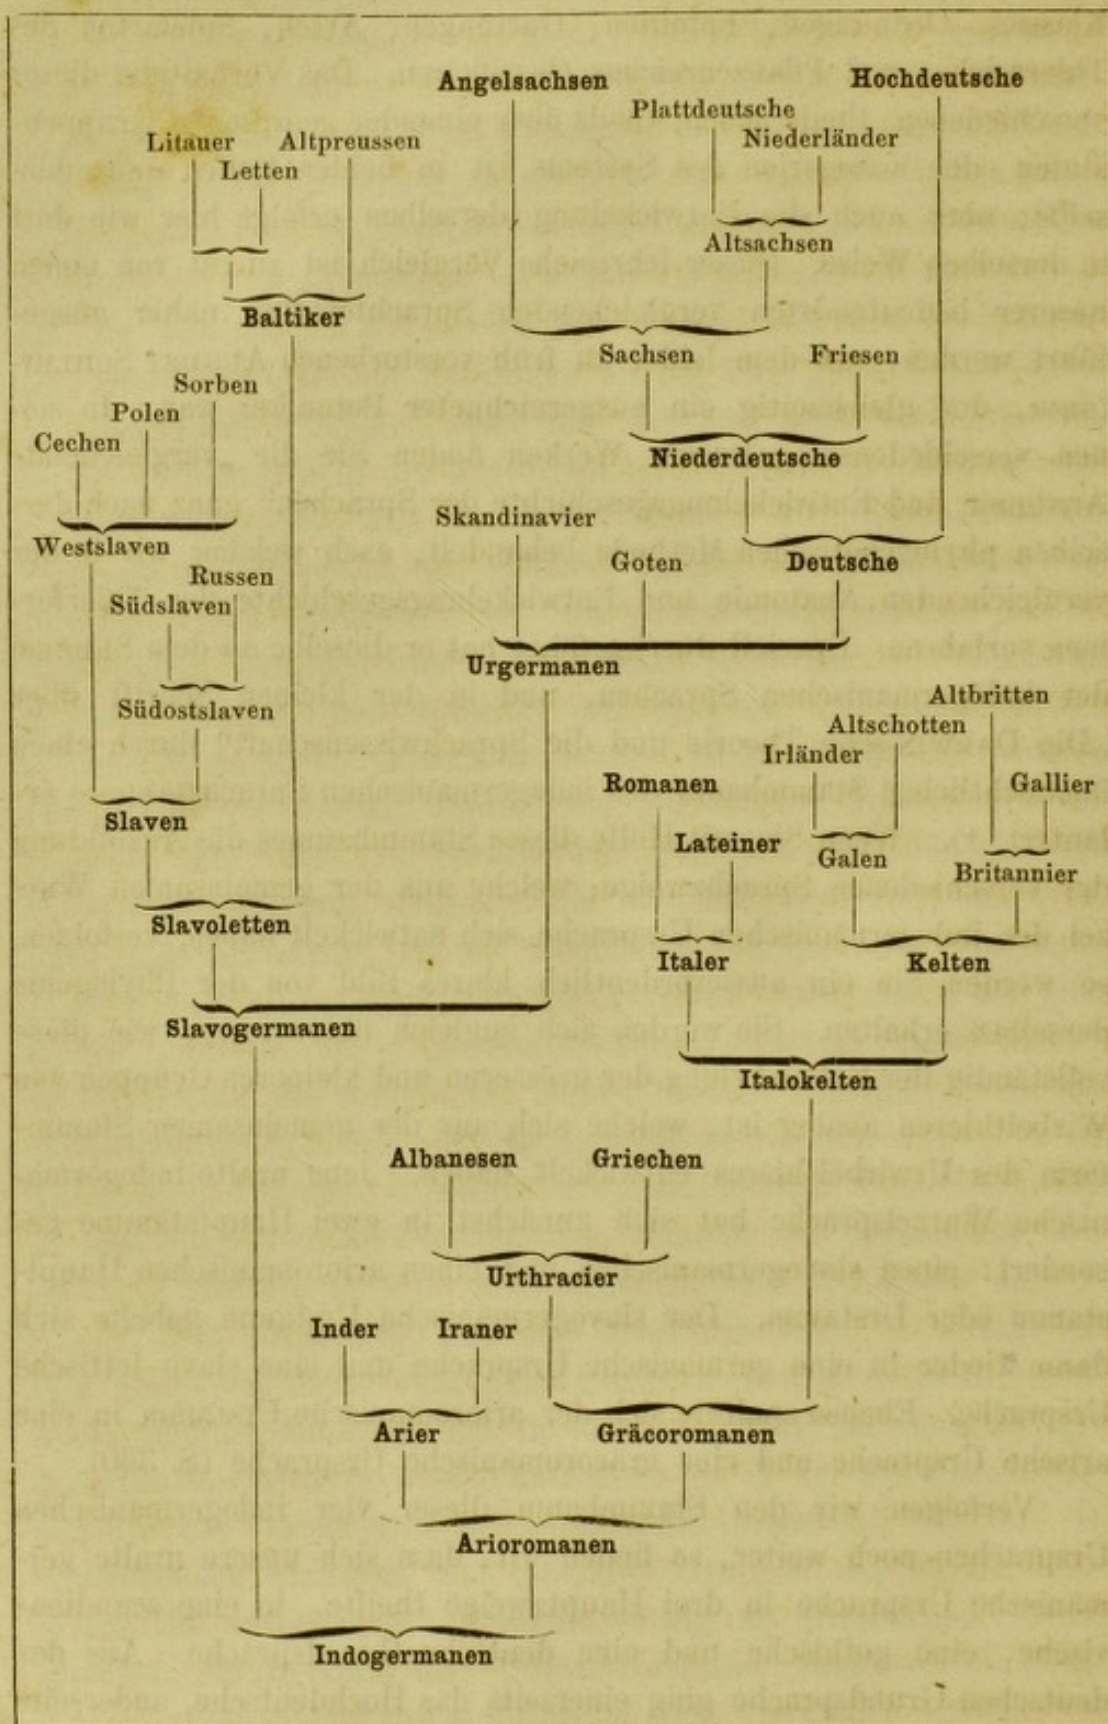 Angelsachsen
Hochdeutsche
Plattdeutsche
Niederländer
Litauer
Altpreussen
Letten
Altsachsen
Baltiker
Sachsen
Friesen
Sorben
Polen
Cechen
Niederdeutsche
Skandinavier
Westslaven
Goten
Deutsche
Russen
Südslaven
Urgermanen
Südostslaven
Altbritten
Altschotten
Irländer
Romanen
Gallier
Slaven
Lateiner
Galen
Britannier
Slavoletten
Italer
Kelten
Slavogermanen
Italokelten
Albanesen
Griechen
Urthracier
Inder
Iraner
Arier
Gräcoromanen
Arioromanen
Indogermanen